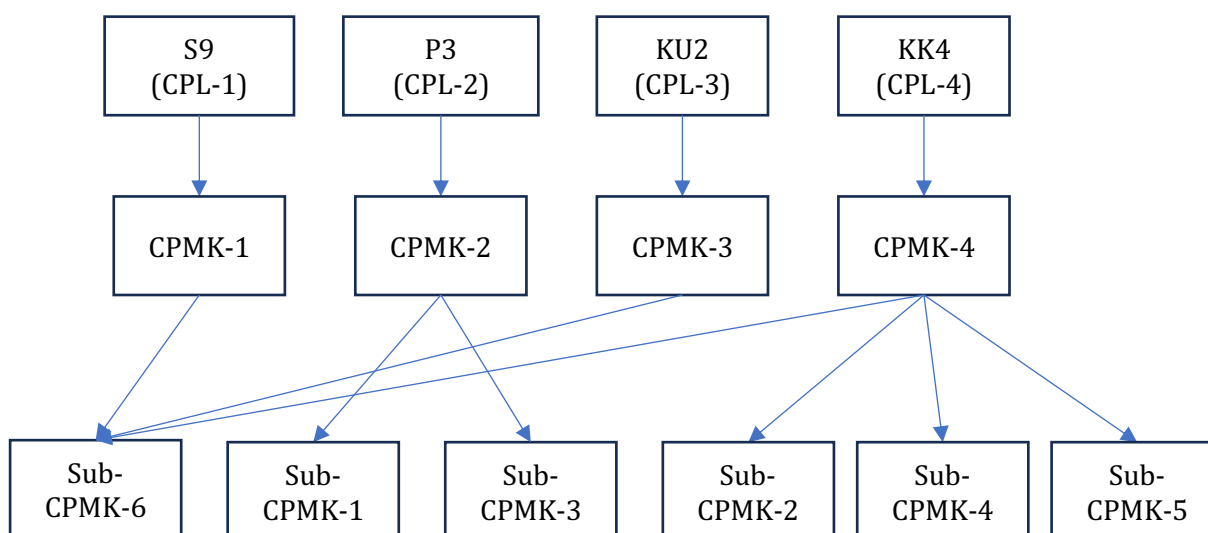 S9
(CPL-1)
P3
(CPL-2)
KU2
(CPL-3)
KK4
(CPL-4)
CPMK-1
CPMK-2
CPMK-3
CPMK-4
Sub-
CPMK-6
Sub-
CPMK-1
Sub-
CPMK-3
Sub-
CPMK-2
Sub-
CPMK-4
Sub-
CPMK-5